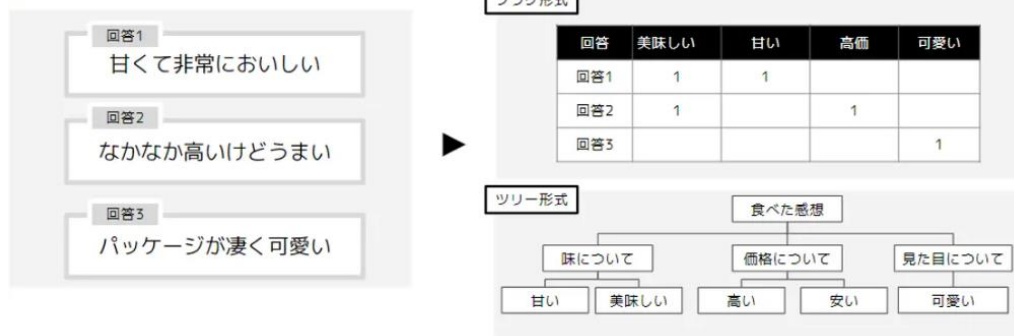 回答1
甘くて非常においしい
回答2
なかなか高いけどうまい
回答3
パッケージが凄く可愛い
▶
フラグ形式
回答 美味しい 甘い 高価 可愛い
回答1 1 1
回答2 1 1
回答3 1
ツリー形式
食べた感想
味について 価格について 見た目について
甘い 美味しい 高い 安い 可愛い